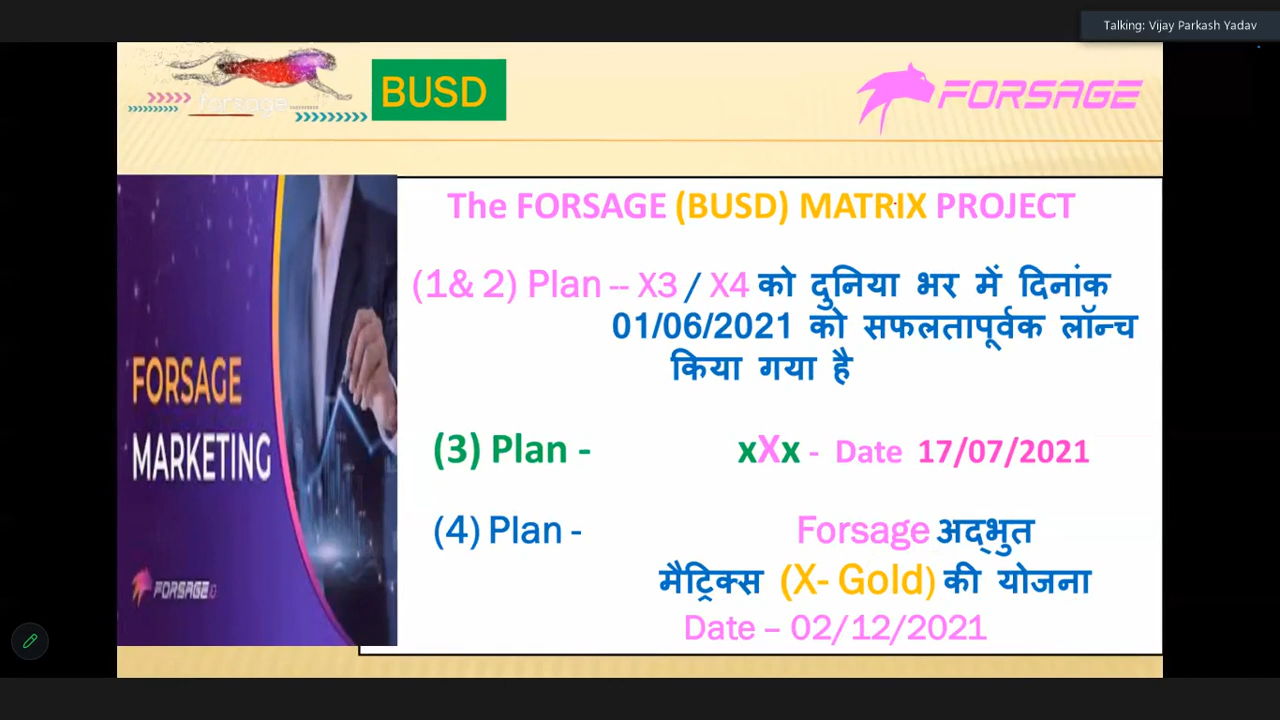 Talking: Vijay Parkash Yadav
forsage
BUSD
FORSAGE
The FORSAGE (BUSD) MATRIX PROJECT
(1& 2) Plan -- X3 / X4 को दुनिया भर में दिनांक
01/06/2021 को सफलतापूर्वक लॉन्च
किया गया है
(3) Plan - xXx - Date 17/07/2021
(4) Plan - Forsage अद्भुत
मैट्रिक्स (X- Gold) की योजना
Date – 02/12/2021
FORSAGE
MARKETING
FORSAGE.IO